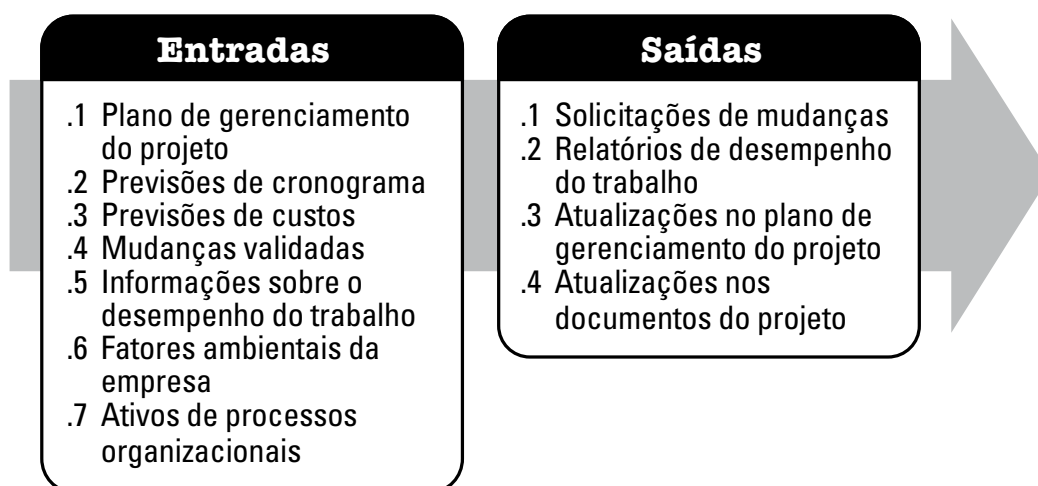 Entradas
.1 Plano de gerenciamento
do projeto
.2 Previsões de cronograma
.3 Previsões de custos
.4 Mudanças validadas
.5 Informações sobre o
desempenho do trabalho
.6 Fatores ambientais da
empresa
.7 Ativos de processos
organizacionais
Saídas
.1 Solicitações de mudanças
.2 Relatórios de desempenho
do trabalho
.3 Atualizações no plano de
gerenciamento do projeto
.4 Atualizações nos
documentos do projeto